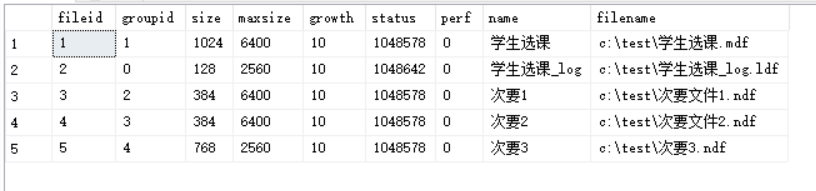 fileid groupid size maxsize growth status perf name filename
1 1 1 1024 6400 10 1048578 0 学生选课 c:\test\学生选课.mdf
2 2 0 128 2560 10 1048642 0 学生选课_log c:\test\学生选课_log.ldf
3 3 2 384 6400 10 1048578 0 次要1 c:\test\次要文件1.ndf
4 4 3 384 6400 10 1048578 0 次要2 c:\test\次要文件2.ndf
5 5 4 768 2560 10 1048578 0 次要3 c:\test\次要3.ndf